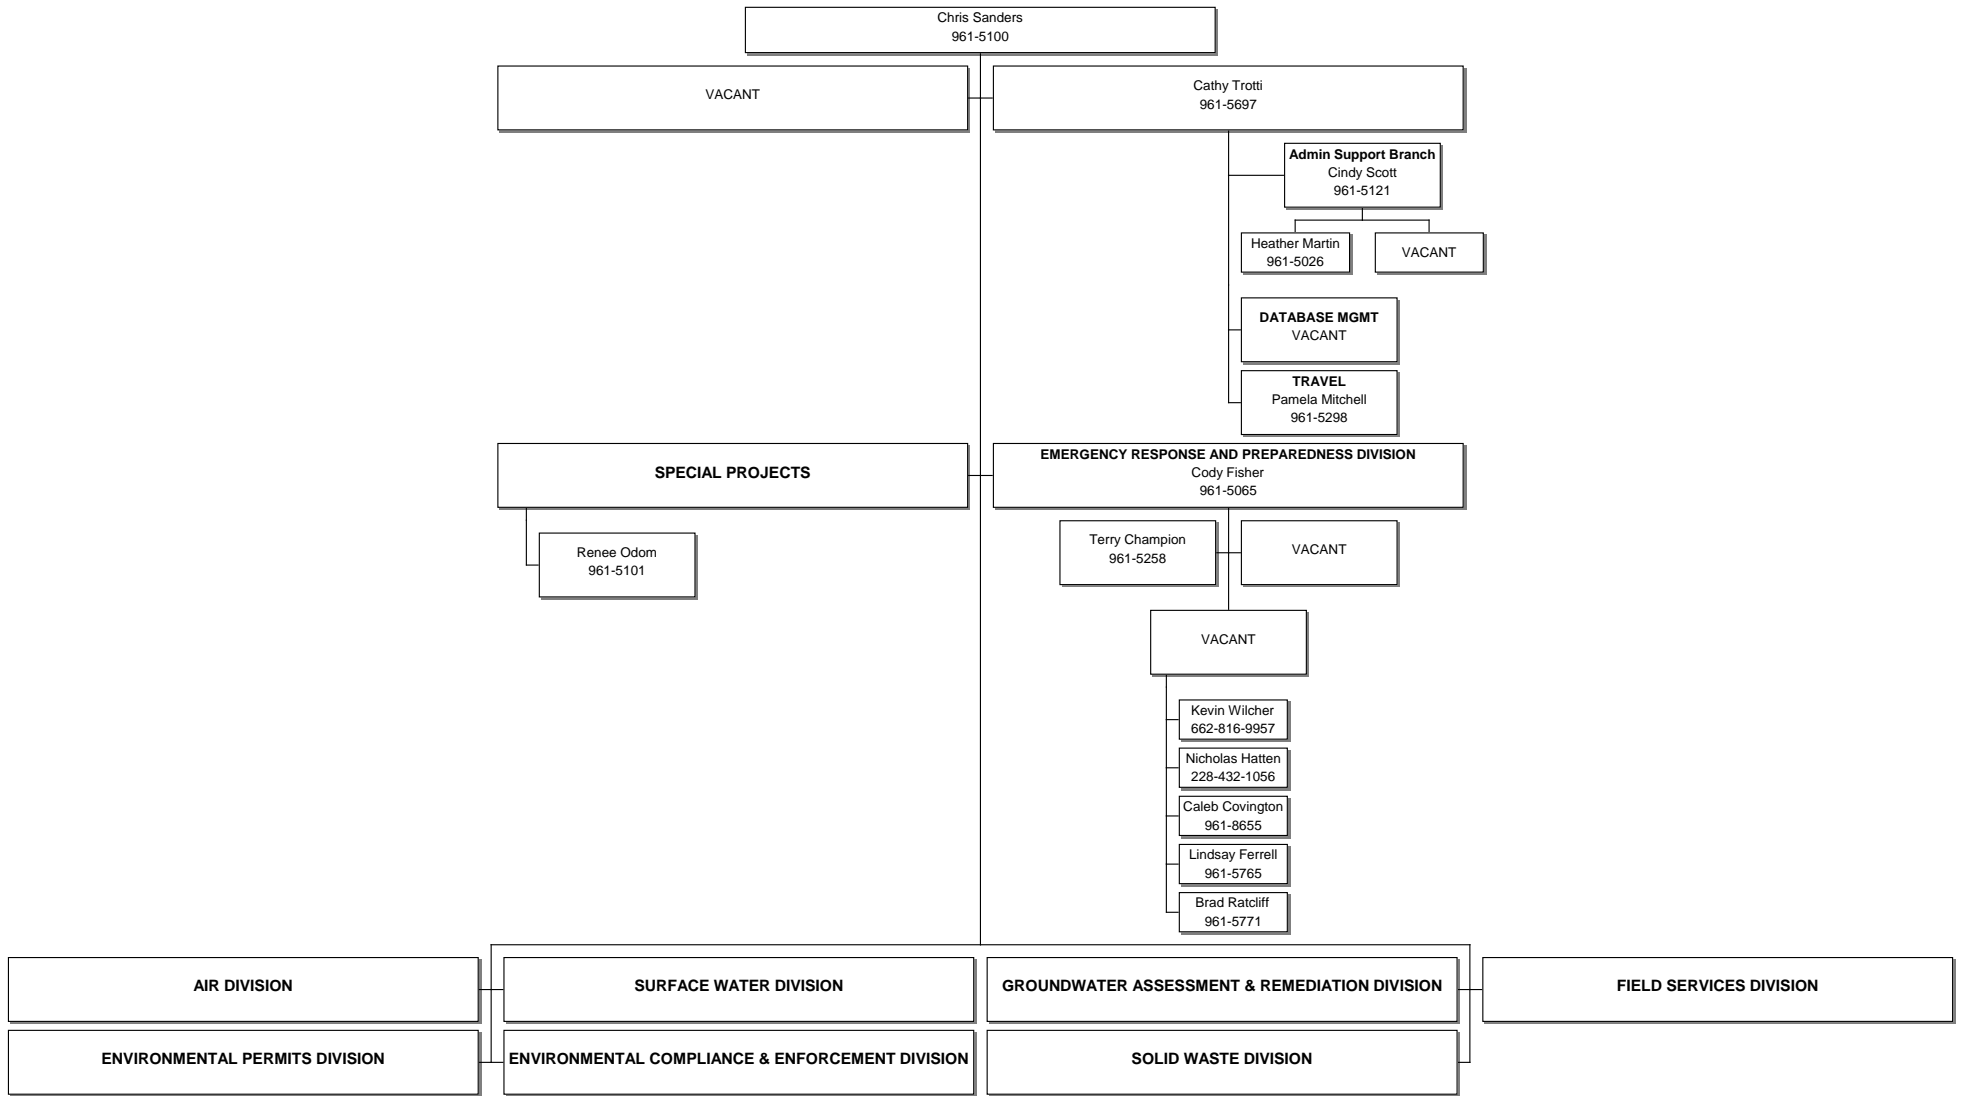 Chris Sanders
961-5100
VACANT
Cathy Trotti
961-5697
Admin Support Branch
Cindy Scott
961-5121
Heather Martin
961-5026
VACANT
DATABASE MGMT
VACANT
TRAVEL
Pamela Mitchell
961-5298
SPECIAL PROJECTS
Renee Odom
961-5101
EMERGENCY RESPONSE AND PREPAREDNESS DIVISION
Cody Fisher
961-5065
Terry Champion
961-5258
VACANT
VACANT
Kevin Wilcher
662-816-9957
Nicholas Hatten
228-432-1056
Caleb Covington
961-8655
Lindsay Ferrell
961-5765
Brad Ratcliff
961-5771
AIR DIVISION
SURFACE WATER DIVISION
GROUNDWATER ASSESSMENT & REMEDIATION DIVISION
FIELD SERVICES DIVISION
ENVIRONMENTAL PERMITS DIVISION
ENVIRONMENTAL COMPLIANCE & ENFORCEMENT DIVISION
SOLID WASTE DIVISION